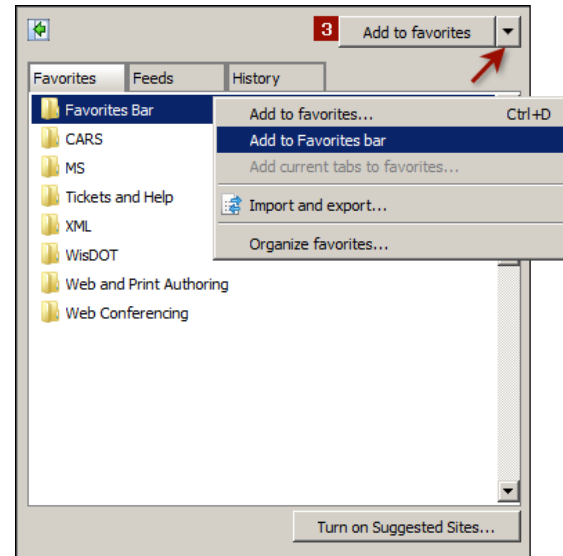 3 Add to favorites
Favorites Feeds History
Favorites Bar
CARS
MS
Tickets and Help
XML
WisDOT
Web and Print Authoring
Web Conferencing
Add to favorites... Ctrl+D
Add to Favorites bar
Add current tabs to favorites...
Import and export...
Organize favorites...
Turn on Suggested Sites...